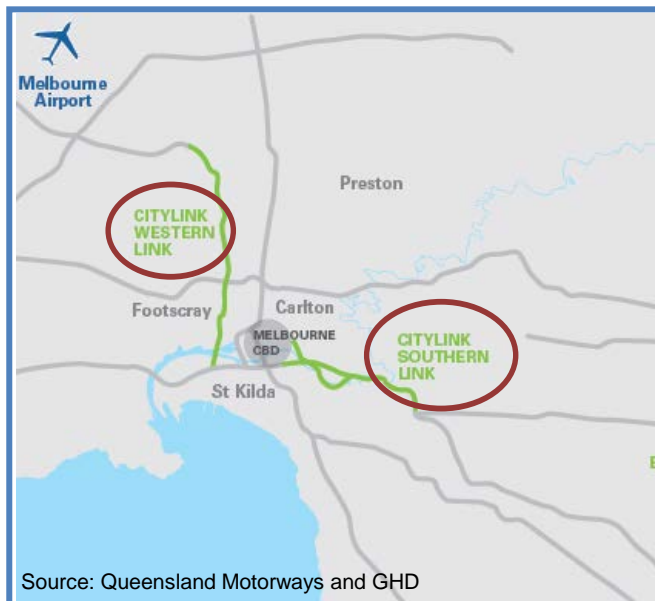 Melbourne
Airport
Preston
CITYLINK
WESTERN
LINK
Footscray
Carlton
MELBOURNE
CBD
CITYLINK
SOUTHERN
LINK
St Kilda
E
Source: Queensland Motorways and GHD